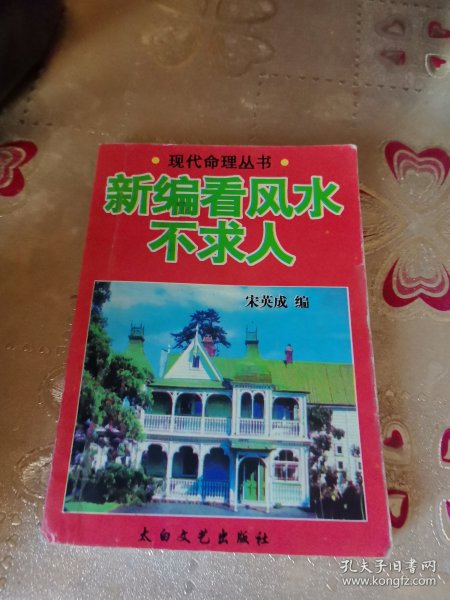 • 现代命理丛书 •
新编看风水
不求人
宋英成 编
太白文艺出版社
孔夫子旧书网
www.kongfz.com